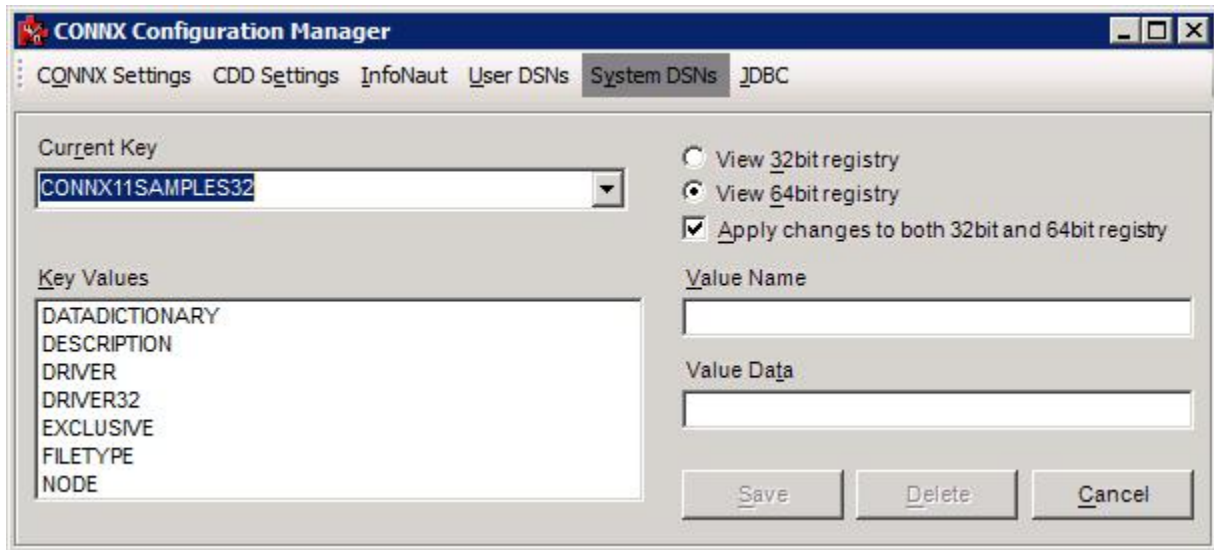 CONNX Configuration Manager
CONNX Settings CDD Settings InfoNaut User DSNs System DSNs JDBC
Current Key
CONNX11SAMPLES32
View 32bit registry
View 64bit registry
Apply changes to both 32bit and 64bit registry
Key Values
DATADICTIONARY
DESCRIPTION
DRIVER
DRIVER32
EXCLUSIVE
FILETYPE
NODE
Value Name
Value Data
Save Delete Cancel